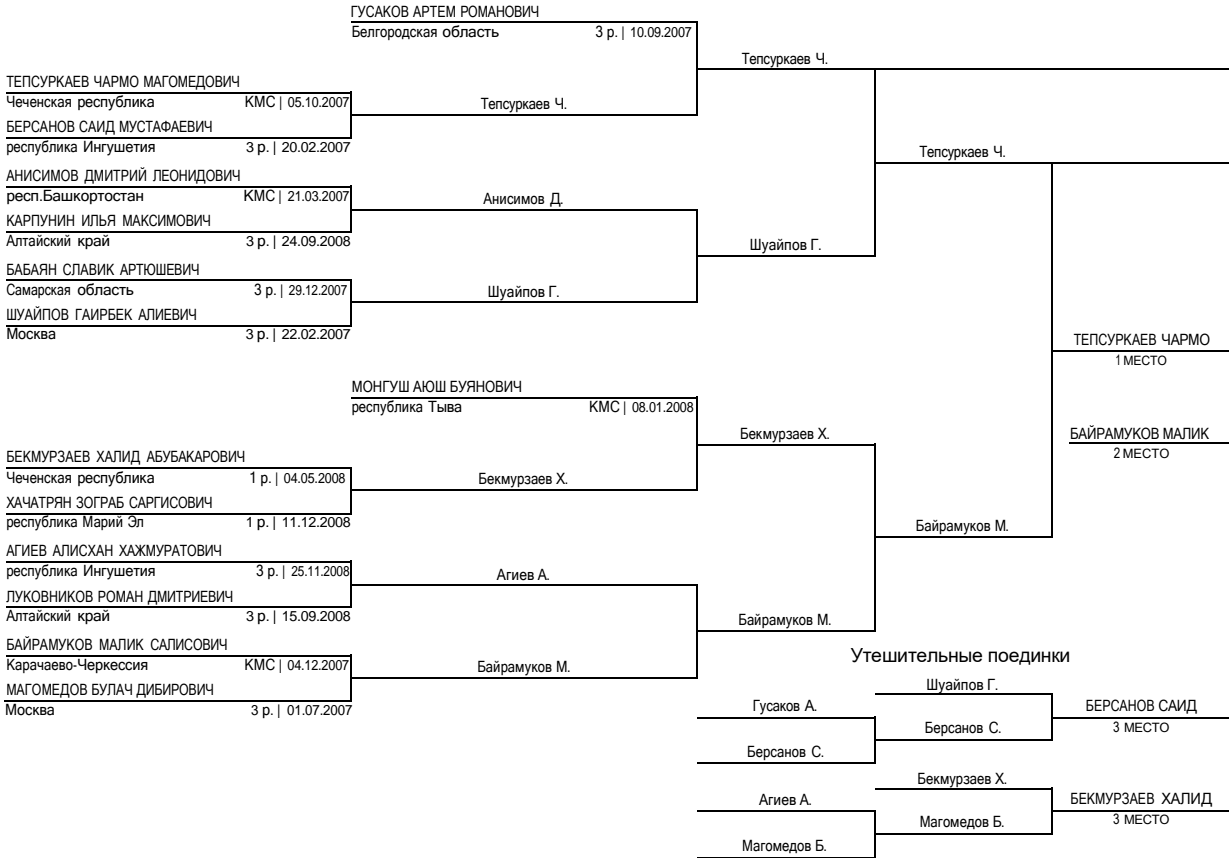 ГУСАКОВ АРТЕМ РОМАНОВИЧ
Белгородская область 3 р. | 10.09.2007
Тепсуркаев Ч.
ТЕПСУРКАЕВ ЧАРМО МАГОМЕДОВИЧ
Чеченская республика КМС | 05.10.2007
Тепсуркаев Ч.
БЕРСАНОВ САИД МУСТАФАЕВИЧ
республика Ингушетия 3 р. | 20.02.2007
Тепсуркаев Ч.
АНИСИМОВ ДМИТРИЙ ЛЕОНИДОВИЧ
респ.Башкортостан КМС | 21.03.2007
Анисимов Д.
КАРПУНИН ИЛЬЯ МАКСИМОВИЧ
Алтайский край 3 р. | 24.09.2008
Шуайпов Г.
БАБАЯН СЛАВИК АРТЮШЕВИЧ
Самарская область 3 р. | 29.12.2007
Шуайпов Г.
ШУАЙПОВ ГАИРБЕК АЛИЕВИЧ
Москва 3 р. | 22.02.2007
ТЕПСУРКАЕВ ЧАРМО
1 МЕСТО
МОНГУШ АЮШ БУЯНОВИЧ
республика Тыва КМС | 08.01.2008
Бекмурзаев Х.
БАЙРАМУКОВ МАЛИК
2 МЕСТО
БЕКМУРЗАЕВ ХАЛИД АБУБАКАРОВИЧ
Чеченская республика 1 р. | 04.05.2008
Бекмурзаев Х.
ХАЧАТРЯН ЗОГРАБ САРГИСОВИЧ
республика Марий Эл 1 р. | 11.12.2008
Байрамуков М.
АГИЕВ АЛИСХАН ХАЖМУРАТОВИЧ
республика Ингушетия 3 р. | 25.11.2008
Агиев А.
ЛУКОВНИКОВ РОМАН ДМИТРИЕВИЧ
Алтайский край 3 р. | 15.09.2008
Байрамуков М.
БАЙРАМУКОВ МАЛИК САЛИСОВИЧ
Карачаево-Черкессия КМС | 04.12.2007
Байрамуков М.
МАГОМЕДОВ БУЛАЧ ДИБИРОВИЧ
Москва 3 р. | 01.07.2007
Утешительные поединки
Шуайпов Г.
Гусаков А.
БЕРСАНОВ САИД
3 МЕСТО
Берсанов С.
Берсанов С.
Бекмурзаев Х.
Агиев А.
БЕКМУРЗАЕВ ХАЛИД
3 МЕСТО
Магомедов Б.
Магомедов Б.